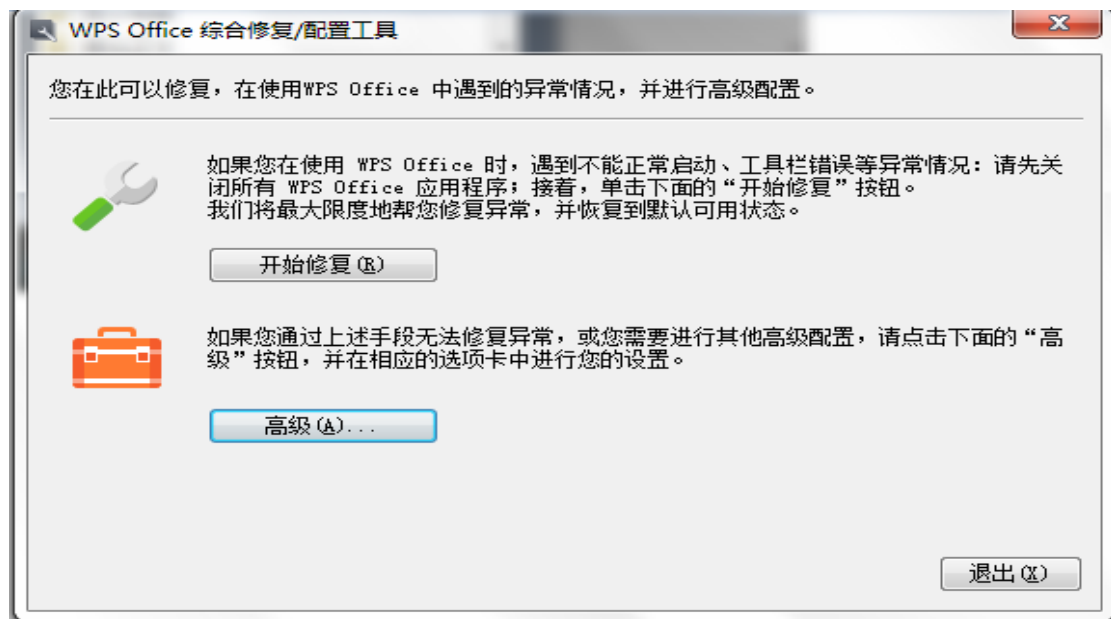 WPS Office 综合修复/配置工具
您在此可以修复，在使用WPS Office 中遇到的异常情况，并进行高级配置。
如果您在使用 WPS Office 时，遇到不能正常启动、工具栏错误等异常情况：请先关
闭所有 WPS Office 应用程序；接着，单击下面的“开始修复”按钮。
我们将最大限度地帮您修复异常，并恢复到默认可用状态。
开始修复(R)
如果您通过上述手段无法修复异常，或您需要进行其他高级配置，请点击下面的“高
级”按钮，并在相应的选项卡中进行您的设置。
高级(A)...
退出(X)